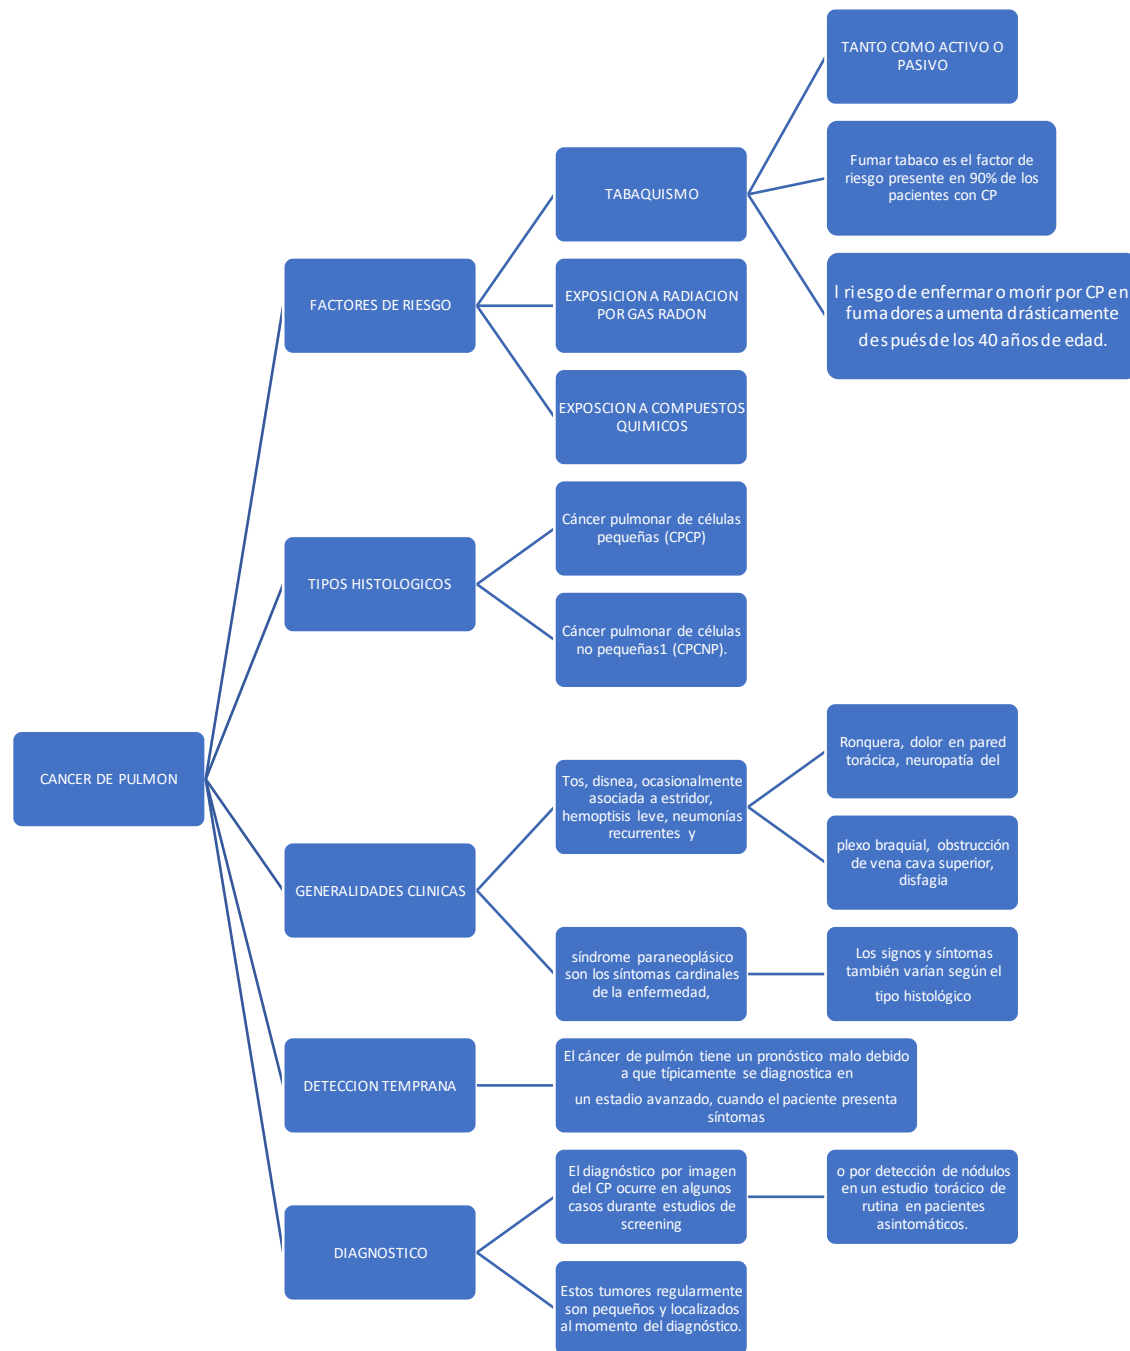 CANCER DE PULMON
FACTORES DE RIESGO
TABAQUISMO
TANTO COMO ACTIVO O
PASIVO
Fumar tabaco es el factor de
riesgo presente en 90% de los
pacientes con CP
l riesgo de enfermar o morir por CP en
fumadores aumenta drásticamente
después de los 40 años de edad.
EXPOSICION A RADIACION
POR GAS RADON
EXPOSCION A COMPUESTOS
QUIMICOS
TIPOS HISTOLOGICOS
Cáncer pulmonar de células
pequeñas (CPCP)
Cáncer pulmonar de células
no pequeñas1 (CPCNP).
GENERALIDADES CLINICAS
Tos, disnea, ocasionalmente
asociada a estridor,
hemoptisis leve, neumonías
recurrentes y
Ronquera, dolor en pared
torácica, neuropatía del
plexo braquial, obstrucción
de vena cava superior,
disfagia
síndrome paraneoplásico
son los síntomas cardinales
de la enfermedad,
Los signos y síntomas
también varían según el
tipo histológico
DETECCION TEMPRANA
El cáncer de pulmón tiene un pronóstico malo debido
a que típicamente se diagnostica en
un estadio avanzado, cuando el paciente presenta
síntomas
DIAGNOSTICO
El diagnóstico por imagen
del CP ocurre en algunos
casos durante estudios de
screening
o por detección de nódulos
en un estudio torácico de
rutina en pacientes
asintomáticos.
Estos tumores regularmente
son pequeños y localizados
al momento del diagnóstico.